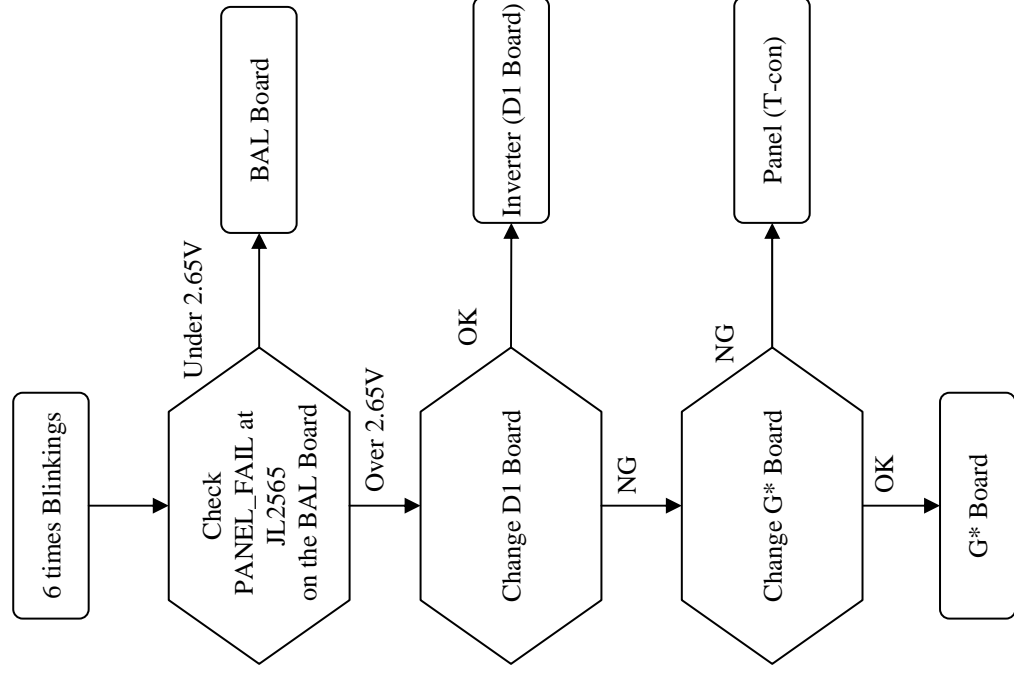 6 times Blinkings
Check
PANEL_FAIL at
JL2565
on the BAL Board
Under 2.65V
BAL Board
Over 2.65V
Change D1 Board
OK
Inverter (D1 Board)
NG
Change G* Board
NG
Panel (T-con)
OK
G* Board